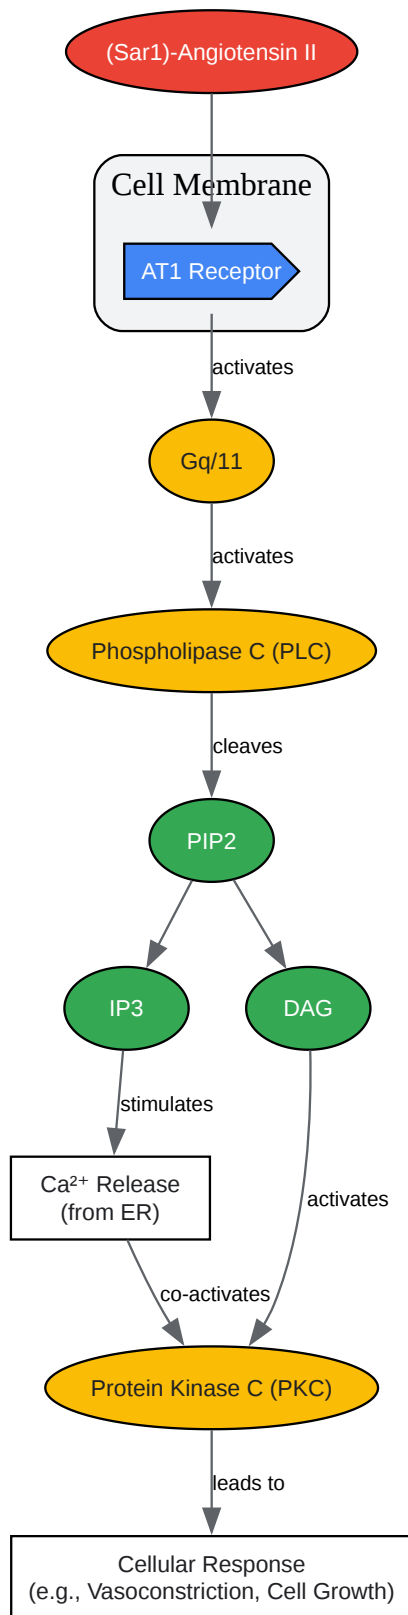 (Sar1)-Angiotensin II
Cell Membrane
AT1 Receptor
activates
Gq/11
activates
Phospholipase C (PLC)
cleaves
PIP2
IP3
DAG
stimulates
Ca²⁺ Release
(from ER)
activates
co-activates
Protein Kinase C (PKC)
leads to
Cellular Response
(e.g., Vasoconstriction, Cell Growth)